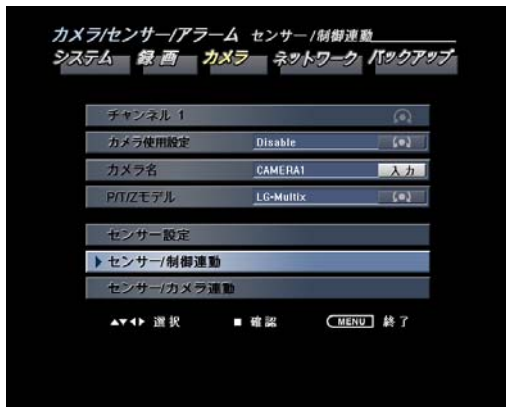 カメラ/センサー/アラーム センサー/制御連動
システム 録画 カメラ ネットワーク バックアップ
チャンネル 1
カメラ使用設定 Disable
カメラ名 CAMERA1 入力
P/T/Zモデル LG-Multix
センサー設定
センサー/制御連動
センサー/カメラ連動
▲▼◀▶ 選択 ■ 確認 MENU 終了